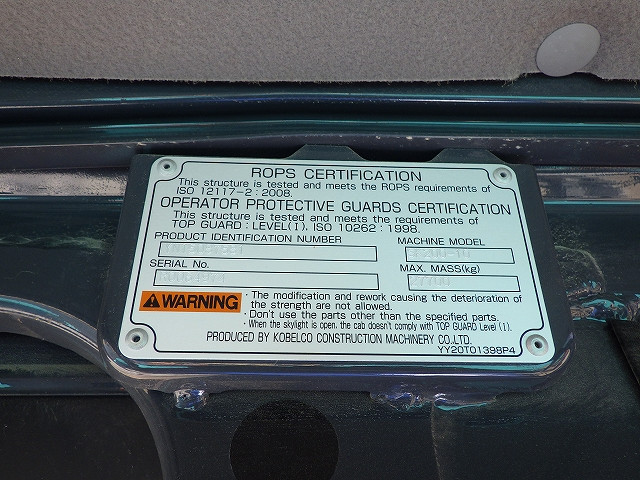 ROPS CERTIFICATION
This structure is tested and meets the ROPS requirements of
ISO 12117-2 : 2008.
OPERATOR PROTECTIVE GUARDS CERTIFICATION
This structure is tested and meets the requirements of
TOP GUARD : LEVEL(I). ISO 10262 : 1998.
PRODUCT IDENTIFICATION NUMBER
MACHINE MODEL
SERIAL No.
MAX. MASS(kg)
WARNING
· The modification and rework causing the deterioration of
the strength are not allowed.
· Don't use the parts other than the specified parts.
· When the skylight is open. the cab doesn't comply with TOP GUARD Level (I).
PRODUCED BY KOBELCO CONSTRUCTION MACHINERY CO.,LTD.
YY20T01398P4